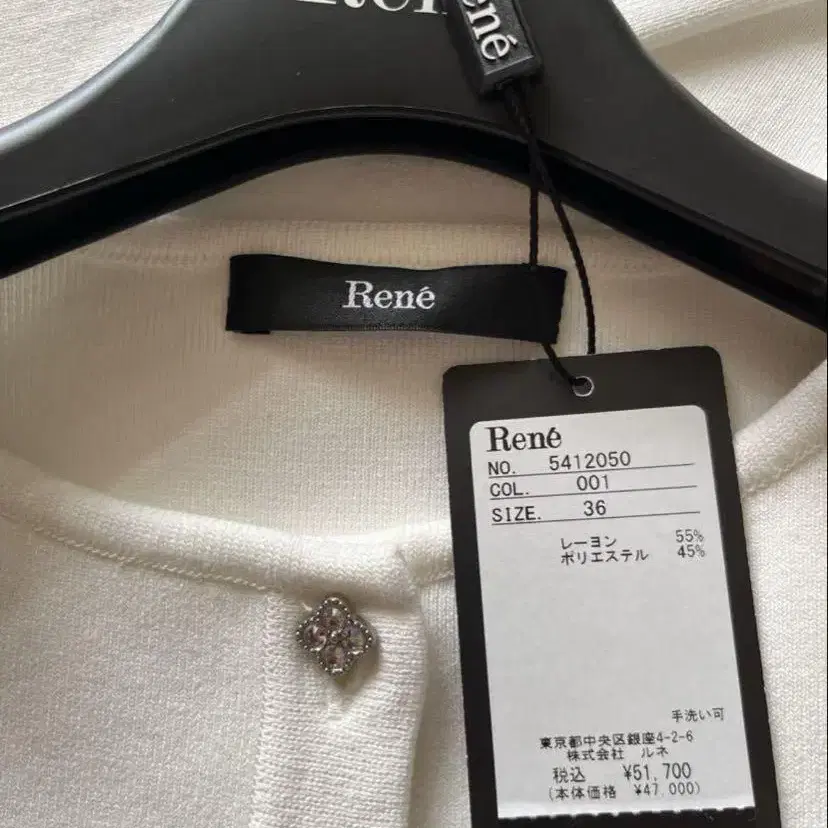 René
René
René
NO. 5412050
COL. 001
SIZE. 36
レーヨン 55%
ポリエステル 45%
手洗い可
東京都中央区銀座4-2-6
株式会社 ルネ
税込 ¥51,700
(本体価格 ¥47,000)